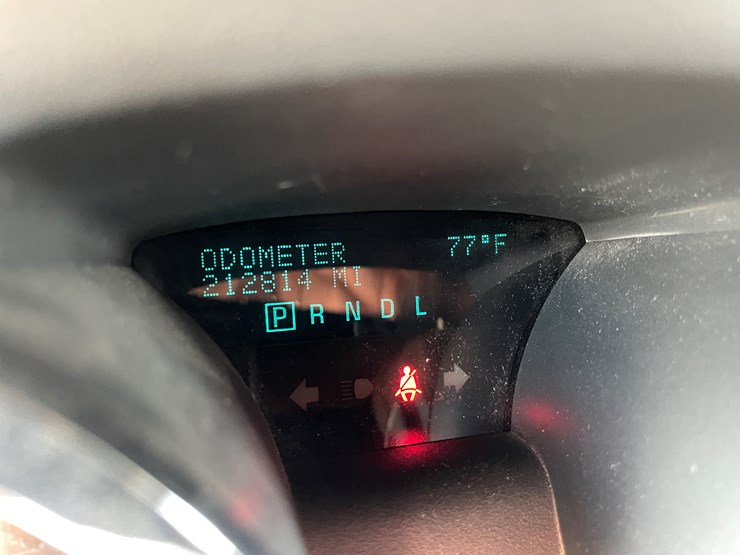 ODOMETER 77°F
212814 MI
P R N D L